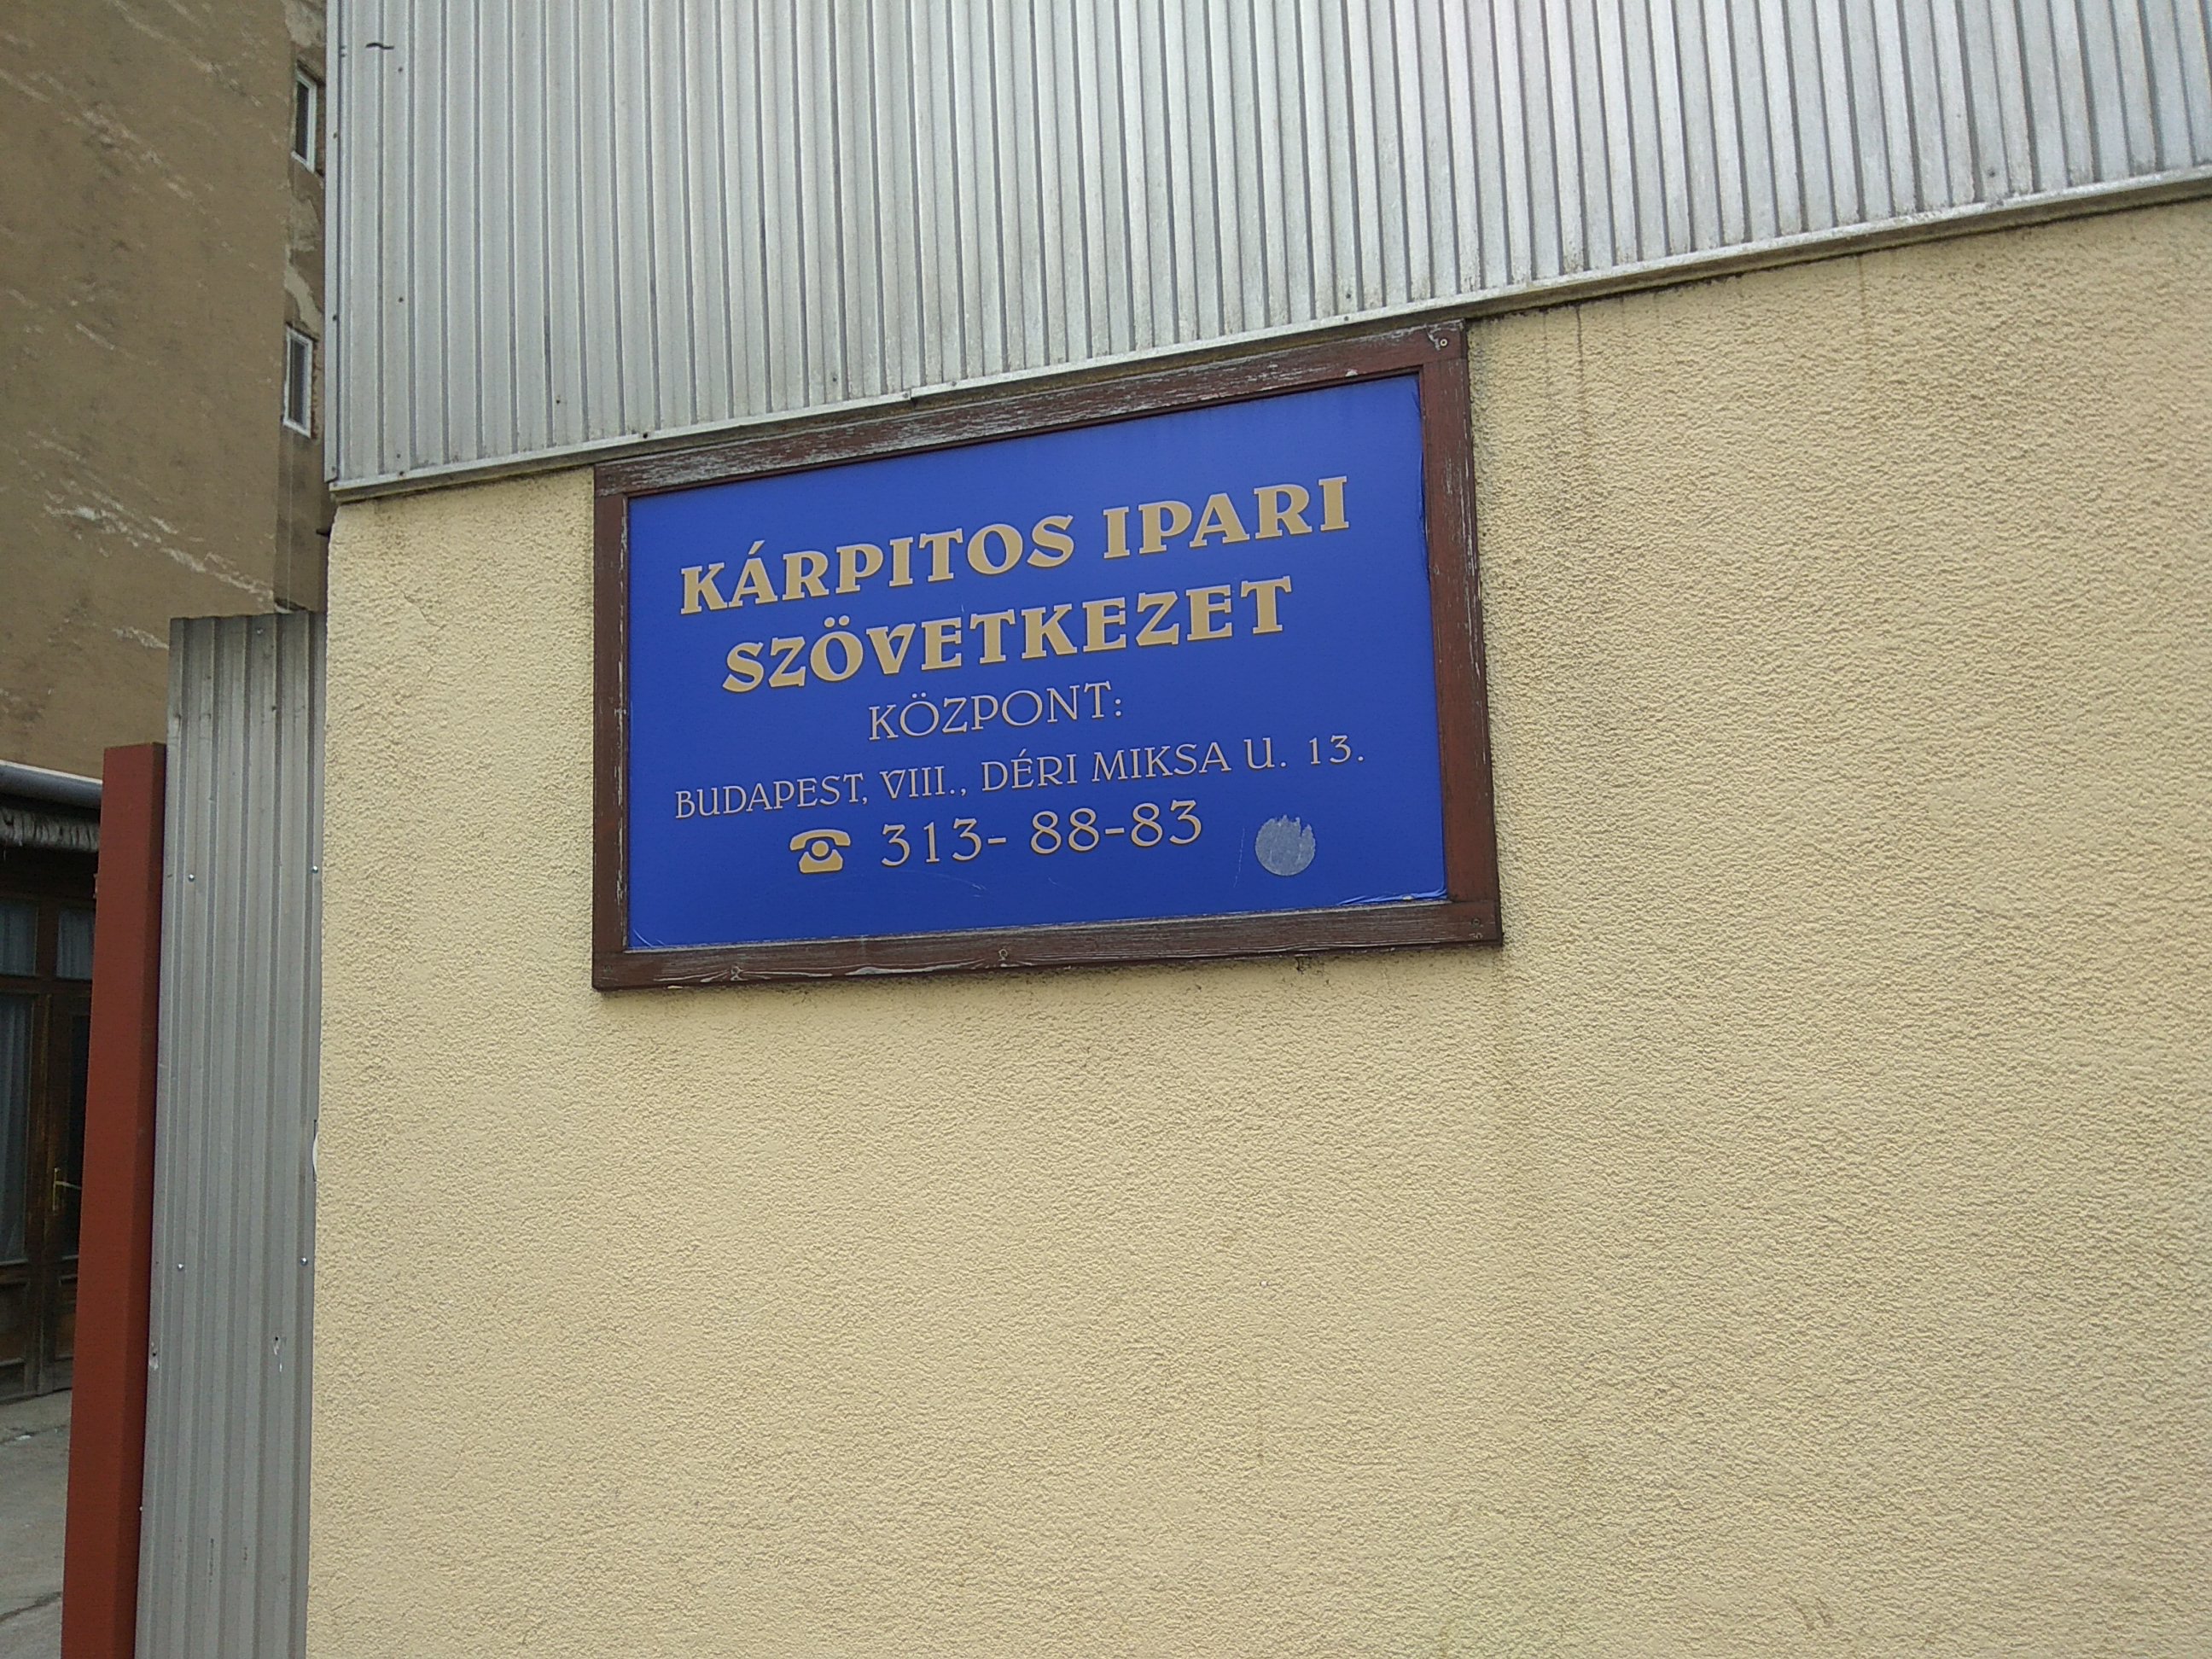 KÁRPITOS IPARI
SZÖVETKEZET
KÖZPONT:
BUDAPEST, VIII., DÉRI MIKSA U. 13.
313- 88-83